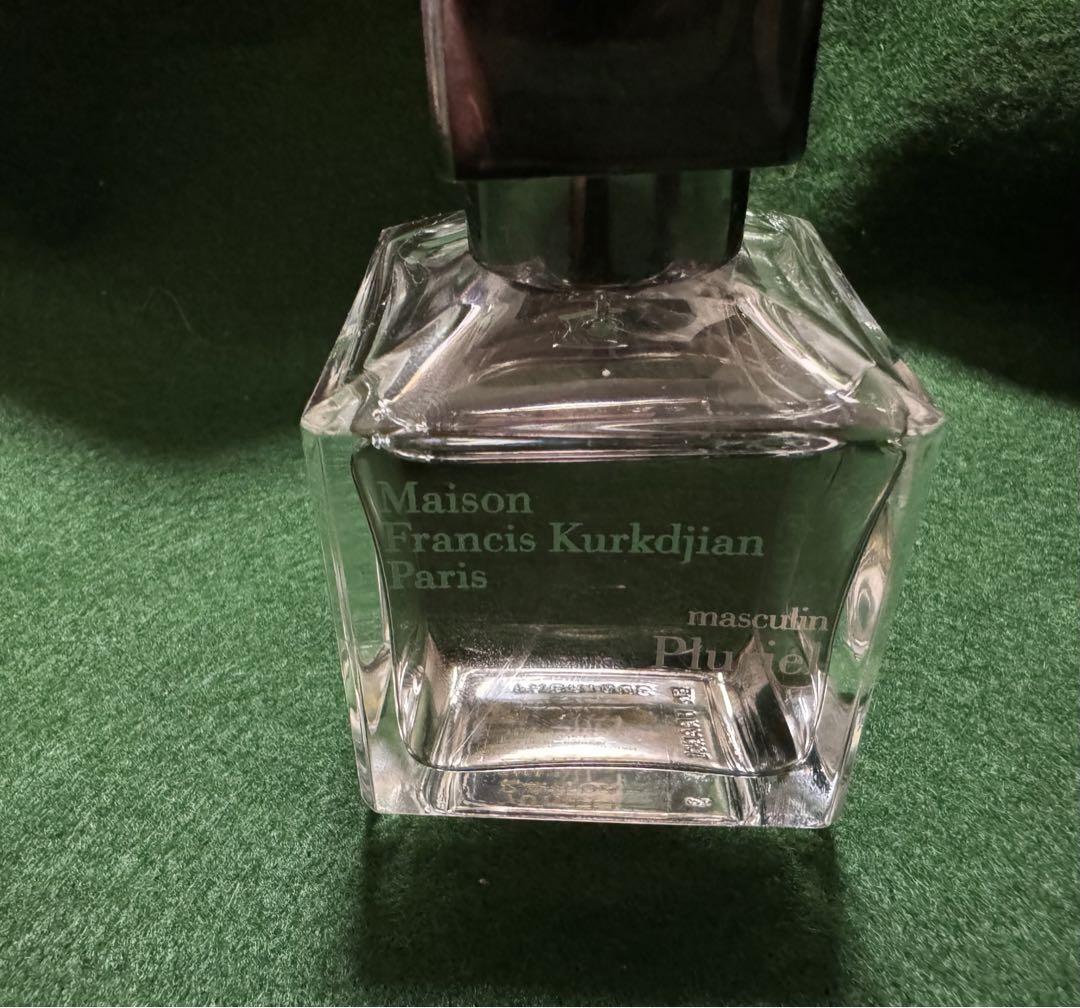 Maison
Francis Kurkdjian
Paris
masculin
Pluriel